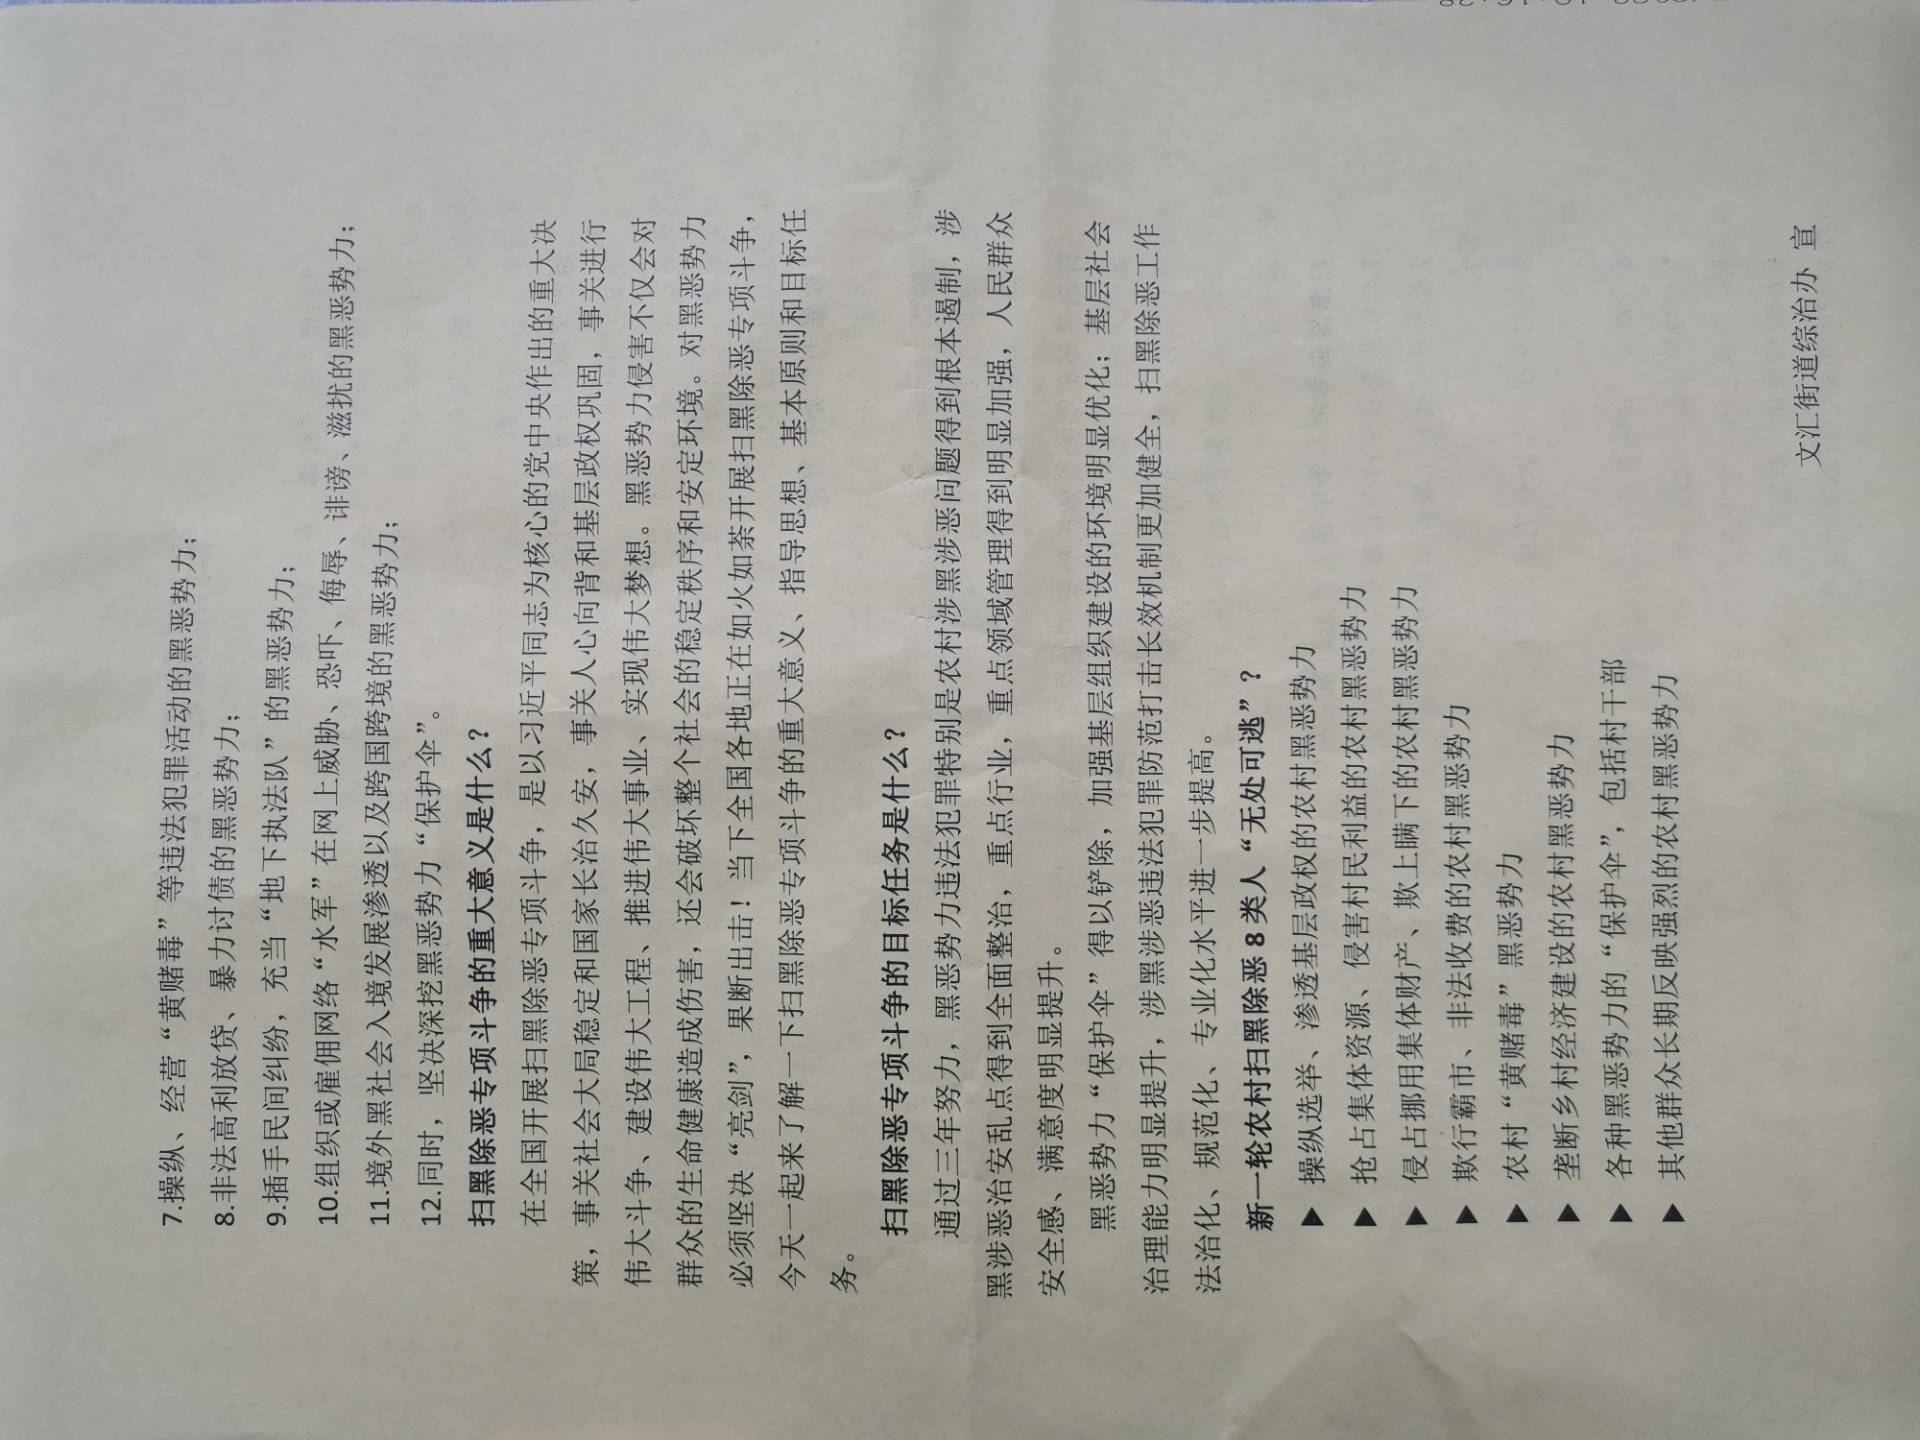 7.操纵、经营“黄赌毒”等违法犯罪活动的黑恶势力；
8.非法高利放贷、暴力讨债的黑恶势力；
9.插手民间纠纷，充当“地下执法队”的黑恶势力；
10.组织或雇佣网络“水军”在网上威胁、恐吓、侮辱、诽谤、滋扰的黑恶势力；
11.境外黑社会入境发展渗透以及跨国跨境的黑恶势力；
12.同时，坚决深挖黑恶势力“保护伞”。
扫黑除恶专项斗争的重大意义是什么？
在全国开展扫黑除恶专项斗争，是以习近平同志为核心的党中央作出的重大决
策，事关社会大局稳定和国家长治久安，事关人心向背和基层政权巩固，事关进行
伟大斗争、建设伟大工程、推进伟大事业、实现伟大梦想。黑恶势力侵害不仅会对
群众的生命健康造成伤害，还会破坏整个社会的稳定秩序和安定环境。对黑恶势力
必须坚决“亮剑”，果断出击！当下全国各地正在如火如荼开展扫黑除恶专项斗争，
今天一起来了解一下扫黑除恶专项斗争的重大意义、指导思想、基本原则和目标任
务。
扫黑除恶专项斗争的目标任务是什么？
通过三年努力，黑恶势力违法犯罪特别是农村涉黑涉恶问题得到根本遏制，涉
黑涉恶治安乱点得到全面整治，重点行业，重点领域管理得到明显加强，人民群众
安全感、满意度明显提升。
黑恶势力“保护伞”得以铲除，加强基层组织建设的环境明显优化；基层社会
治理能力明显提升，涉黑涉恶违法犯罪防范打击长效机制更加健全，扫黑除恶工作
法治化、规范化、专业化水平进一步提高。
新一轮农村扫黑除恶 8 类人“无处可逃”？
▶ 操纵选举、渗透基层政权的农村黑恶势力
▶ 抢占集体资源、侵害村民利益的农村黑恶势力
▶ 侵占挪用集体财产、欺上瞒下的农村黑恶势力
▶ 欺行霸市、非法收费的农村黑恶势力
▶ 农村“黄赌毒”黑恶势力
▶ 垄断乡村经济建设的农村黑恶势力
▶ 各种黑恶势力的“保护伞”，包括村干部
▶ 其他群众长期反映强烈的农村黑恶势力
文汇街道综治办 宣